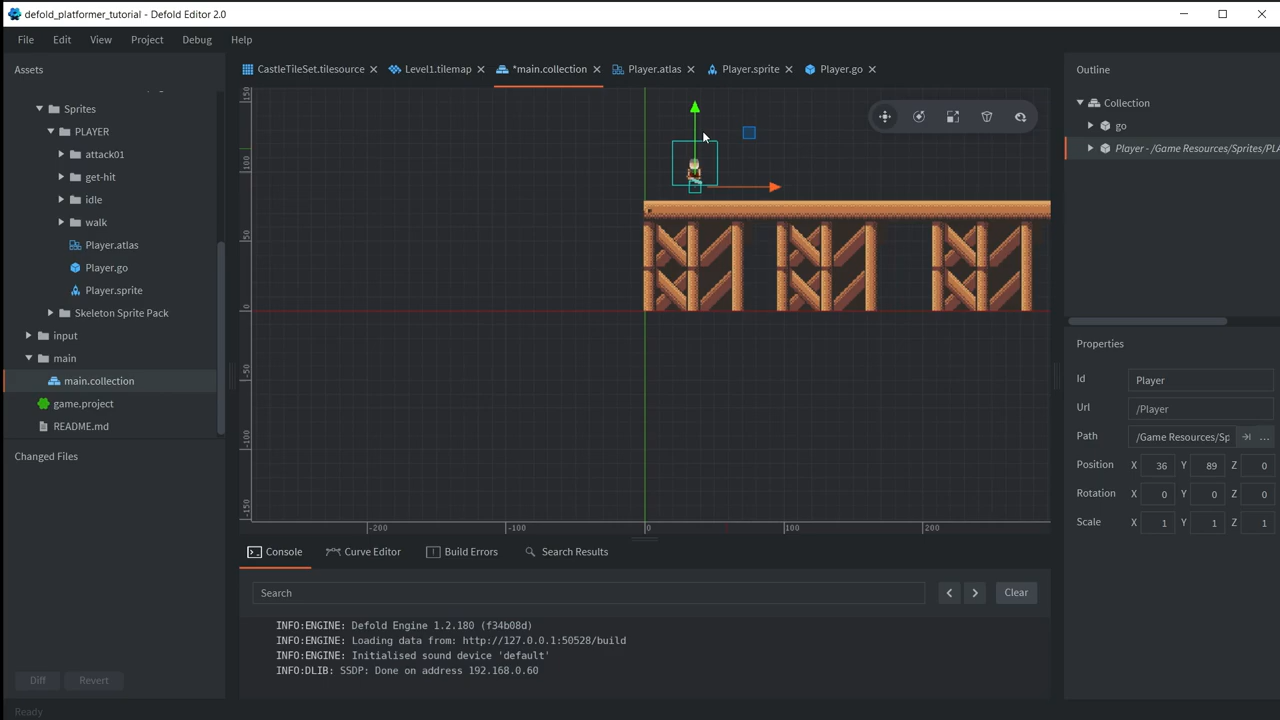 defold_platformer_tutorial - Defold Editor 2.0
File Edit View Project Debug Help
Assets
Sprites
PLAYER
attack01
get-hit
idle
walk
Player.atlas
Player.go
Player.sprite
Skeleton Sprite Pack
input
main
main.collection
game.project
README.md
Changed Files
Diff Revert
Ready
CastleTileSet.tilesource Level1.tilemap *main.collection Player.atlas Player.sprite Player.go
150
100
50
0
-50
-100
-150
-200 -100 0 100 200
Console Curve Editor Build Errors Search Results
Search
Clear
INFO:ENGINE: Defold Engine 1.2.180 (f34b08d)
INFO:ENGINE: Loading data from: http://127.0.0.1:50528/build
INFO:ENGINE: Initialised sound device 'default'
INFO:DLIB: SSDP: Done on address 192.168.0.60
Outline
Collection
go
Player - /Game Resources/Sprites/PLA
Properties
Id Player
Url /Player
Path /Game Resources/Sp ...
Position X 36 Y 89 Z 0
Rotation X 0 Y 0 Z 0
Scale X 1 Y 1 Z 1